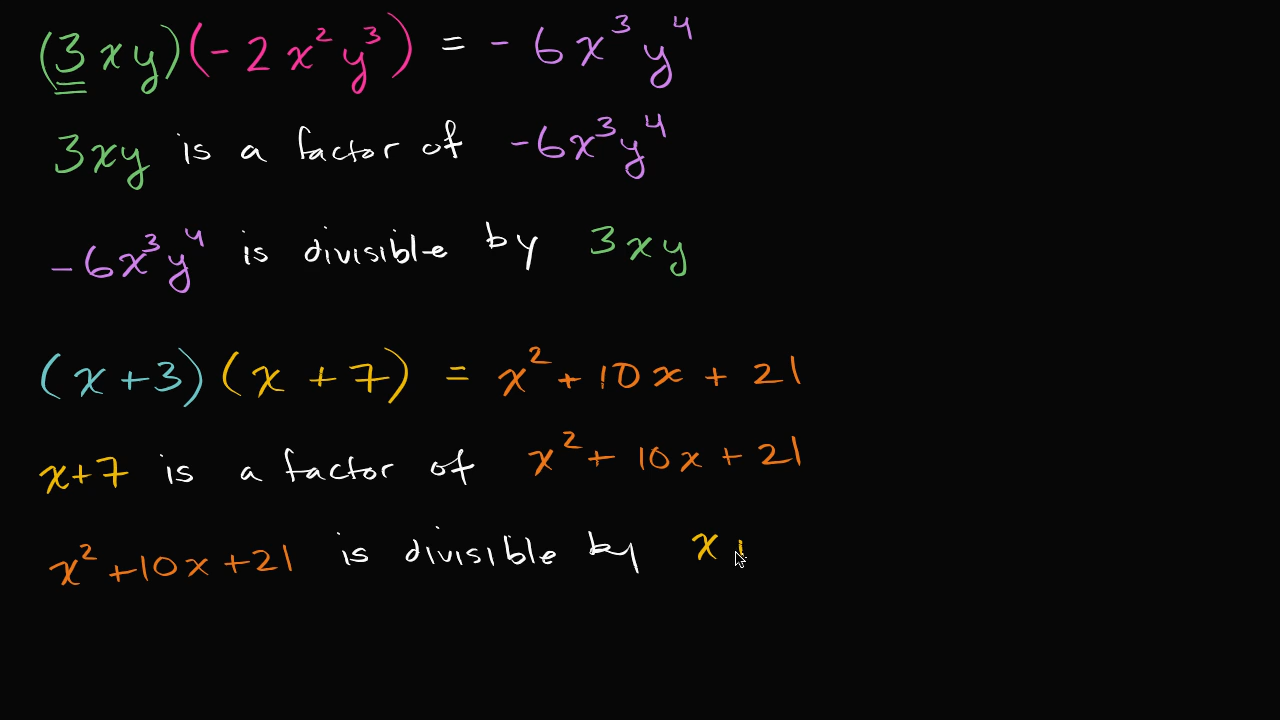 (3xy)(-2x²y³) = -6x³y⁴
3xy is a factor of -6x³y⁴
-6x³y⁴ is divisible by 3xy
(x+3)(x+7) = x²+10x+21
x+7 is a factor of x²+10x+21
x²+10x+21 is divisible by x